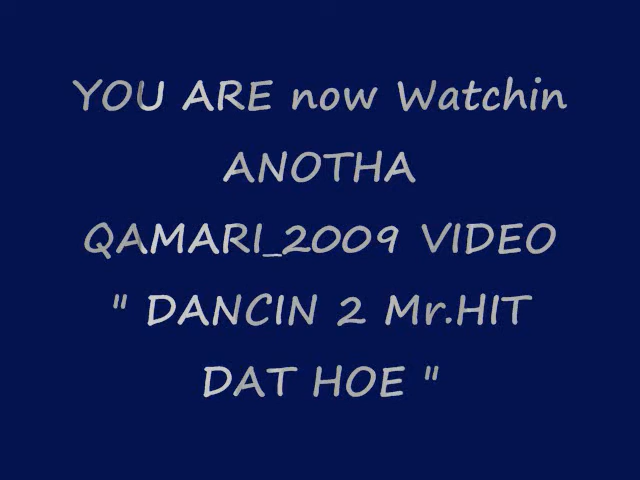 YOU ARE now Watchin
ANOTHA
QAMARI_2009 VIDEO
" DANCIN 2 Mr.HIT
DAT HOE "